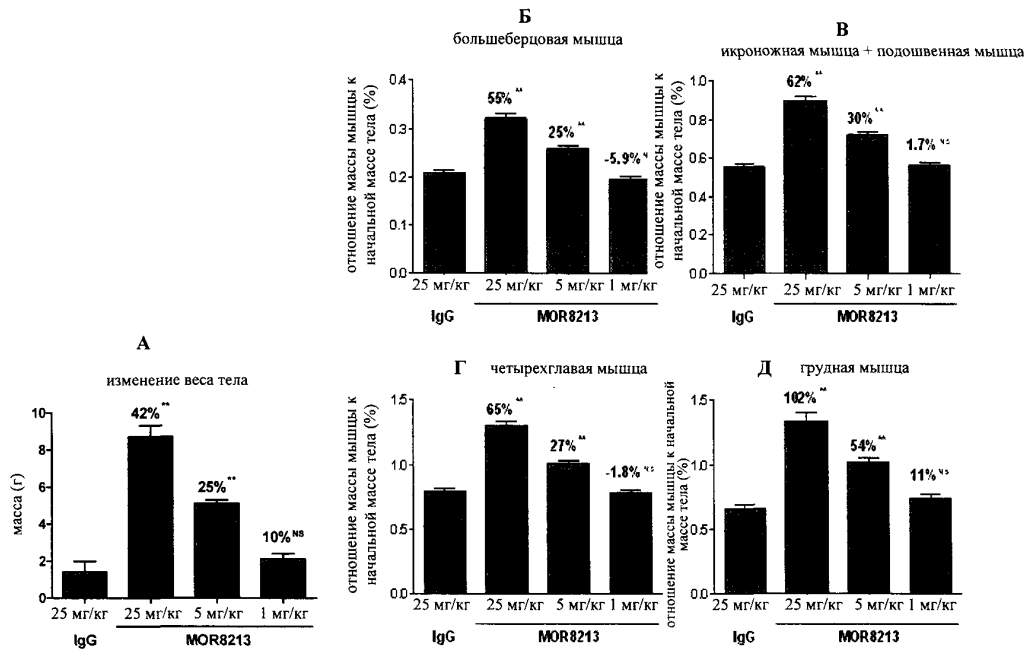 Б
большеберцовая мышца
отношение массы мышцы к
начальной массе тела (%)
0.4
0.3
0.2
0.1
0.0
55% **
25% **
-5.9% N
25 мг/кг 25 мг/кг 5 мг/кг 1 мг/кг
IgG MOR8213
В
икроножная мышца + подошвенная мышца
отношение массы мышцы к
начальной массе тела (%)
1.0
0.8
0.6
0.4
0.2
0.0
62% **
30% **
1.7% NS
25 мг/кг 25 мг/кг 5 мг/кг 1 мг/кг
IgG MOR8213
А
изменение веса тела
масса (г)
10
8
6
4
2
0
42% **
25% **
10% NS
25 мг/кг 25 мг/кг 5 мг/кг 1 мг/кг
IgG MOR8213
Г
четырехглавая мышца
отношение массы мышцы к
начальной массе тела (%)
1.5
1.0
0.5
0.0
65% **
27% **
-1.8% NS
25 мг/кг 25 мг/кг 5 мг/кг 1 мг/кг
IgG MOR8213
Д
грудная мышца
отношение массы мышцы к начальной
массе тела (%)
1.5
1.0
0.5
0.0
102% **
54% **
11% NS
25 мг/кг 25 мг/кг 5 мг/кг 1 мг/кг
IgG MOR8213